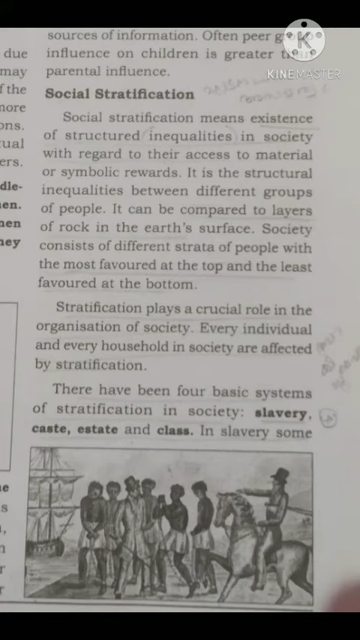 sources of information. Often peer
influence on children is greater
parental influence.
Social Stratification
Social stratification means existence
of structured inequalities in society
with regard to their access to material
or symbolic rewards. It is the structural
inequalities between different groups
of people. It can be compared to layers
of rock in the earth's surface. Society
consists of different strata of people with
the most favoured at the top and the least
favoured at the bottom.
Stratification plays a crucial role in the
organisation of society. Every individual
and every household in society are affected
by stratification.
There have been four basic systems
of stratification in society: slavery,
caste, estate and class. In slavery some
due
may
KINEMASTER